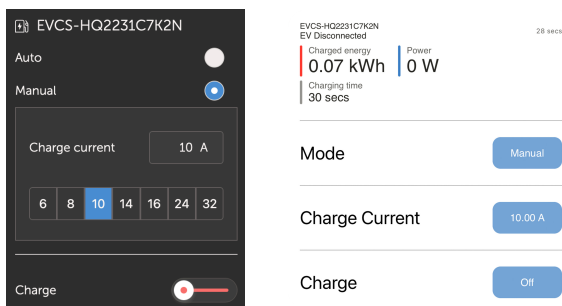 EVCS-HQ2231C7K2N
Auto
Manual
Charge current
10 A
6 8 10 14 16 24 32
Charge
EVCS-HQ2231C7K2N
EV Disconnected
28 secs
Charged energy
0.07 kWh
Power
0 W
Charging time
30 secs
Mode
Manual
Charge Current
10.00 A
Charge
Off